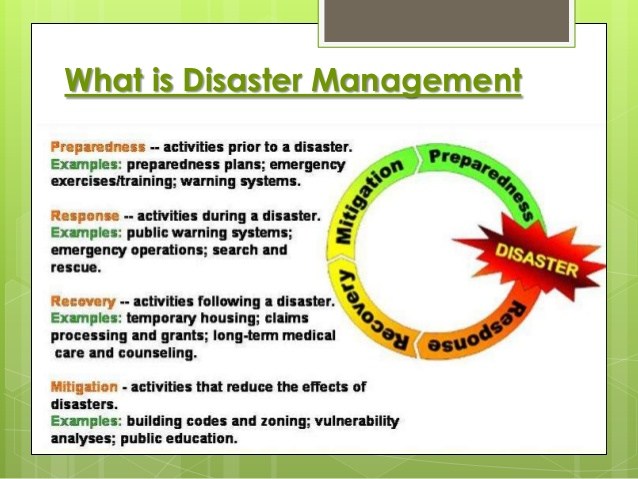 What is Disaster Management
Preparedness -- activities prior to a disaster.
Examples: preparedness plans; emergency
exercises/training; warning systems.
Response -- activities during a disaster.
Examples: public warning systems;
emergency operations; search and
rescue.
Recovery -- activities following a disaster.
Examples: temporary housing; claims
processing and grants; long-term medical
care and counseling.
Mitigation - activities that reduce the effects of
disasters.
Examples: building codes and zoning; vulnerability
analyses; public education.
Mitigation
Preparedness
DISASTER
Response
Recovery